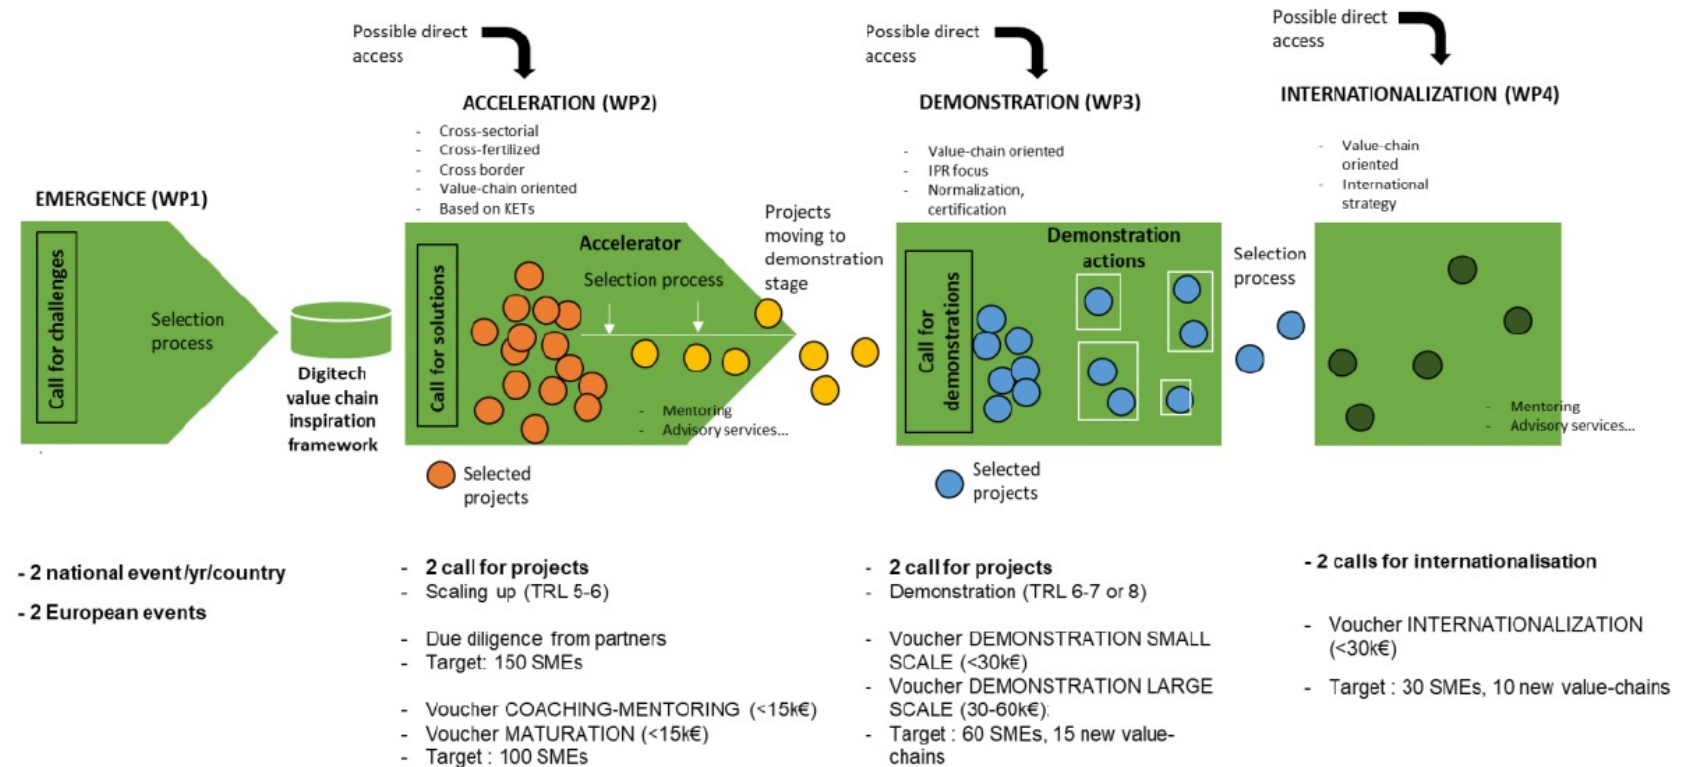 Possible direct
access
Possible direct
access
Possible direct
access
EMERGENCE (WP1)
Call for challenges
Selection
process
Digitech
value chain
inspiration
framework
ACCELERATION (WP2)
- Cross-sectorial
- Cross-fertilized
- Cross border
- Value-chain oriented
- Based on KETs
Call for solutions
Accelerator
Selection process
- Mentoring
- Advisory services...
Selected
projects
Projects
moving to
demonstration
stage
DEMONSTRATION (WP3)
- Value-chain oriented
- IPR focus
- Normalization,
certification
Call for
demonstrations
Demonstration
actions
Selected
projects
Selection
process
INTERNATIONALIZATION (WP4)
- Value-chain
oriented
- International
strategy
- Mentoring
- Advisory services...
- 2 national event/yr/country
- 2 European events
- 2 call for projects
- Scaling up (TRL 5-6)
- Due diligence from partners
- Target: 150 SMEs
- Voucher COACHING-MENTORING (<15k€)
- Voucher MATURATION (<15k€)
- Target : 100 SMEs
- 2 call for projects
- Demonstration (TRL 6-7 or 8)
- Voucher DEMONSTRATION SMALL
SCALE (<30k€)
- Voucher DEMONSTRATION LARGE
SCALE (30-60k€):
- Target : 60 SMEs, 15 new value-
chains
- 2 calls for internationalisation
- Voucher INTERNATIONALIZATION
(<30k€)
- Target : 30 SMEs, 10 new value-chains